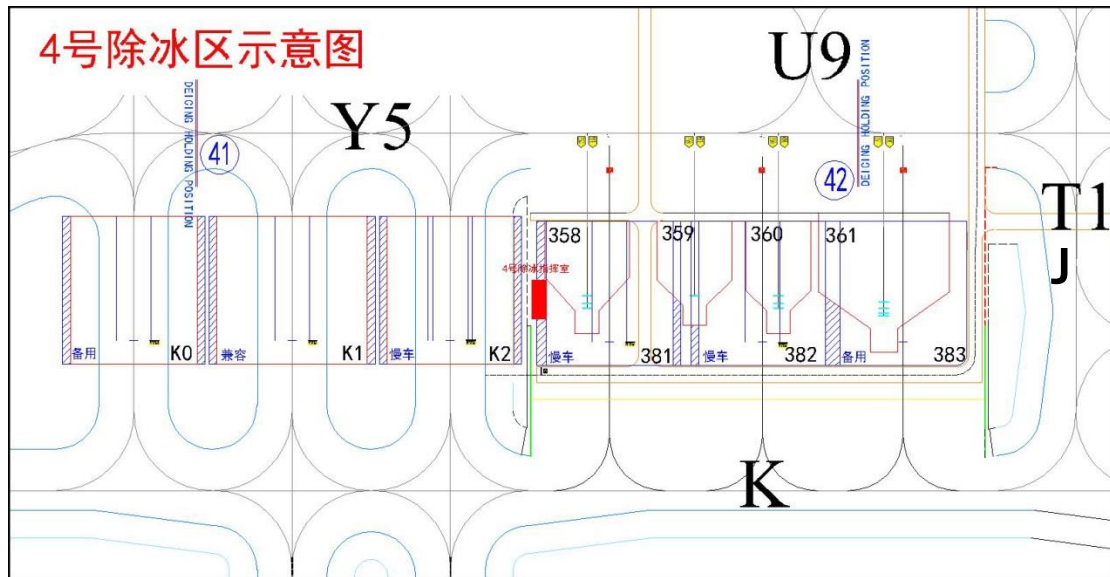 4号除冰区示意图
U9
DEICING HOLDING POSITION
DEICING HOLDING POSITION
Y5
41
42
T1
J
358
359
360
361
4号除冰指挥室
备用
K0
兼容
K1
慢车
K2
慢车
381
慢车
382
备用
383
K